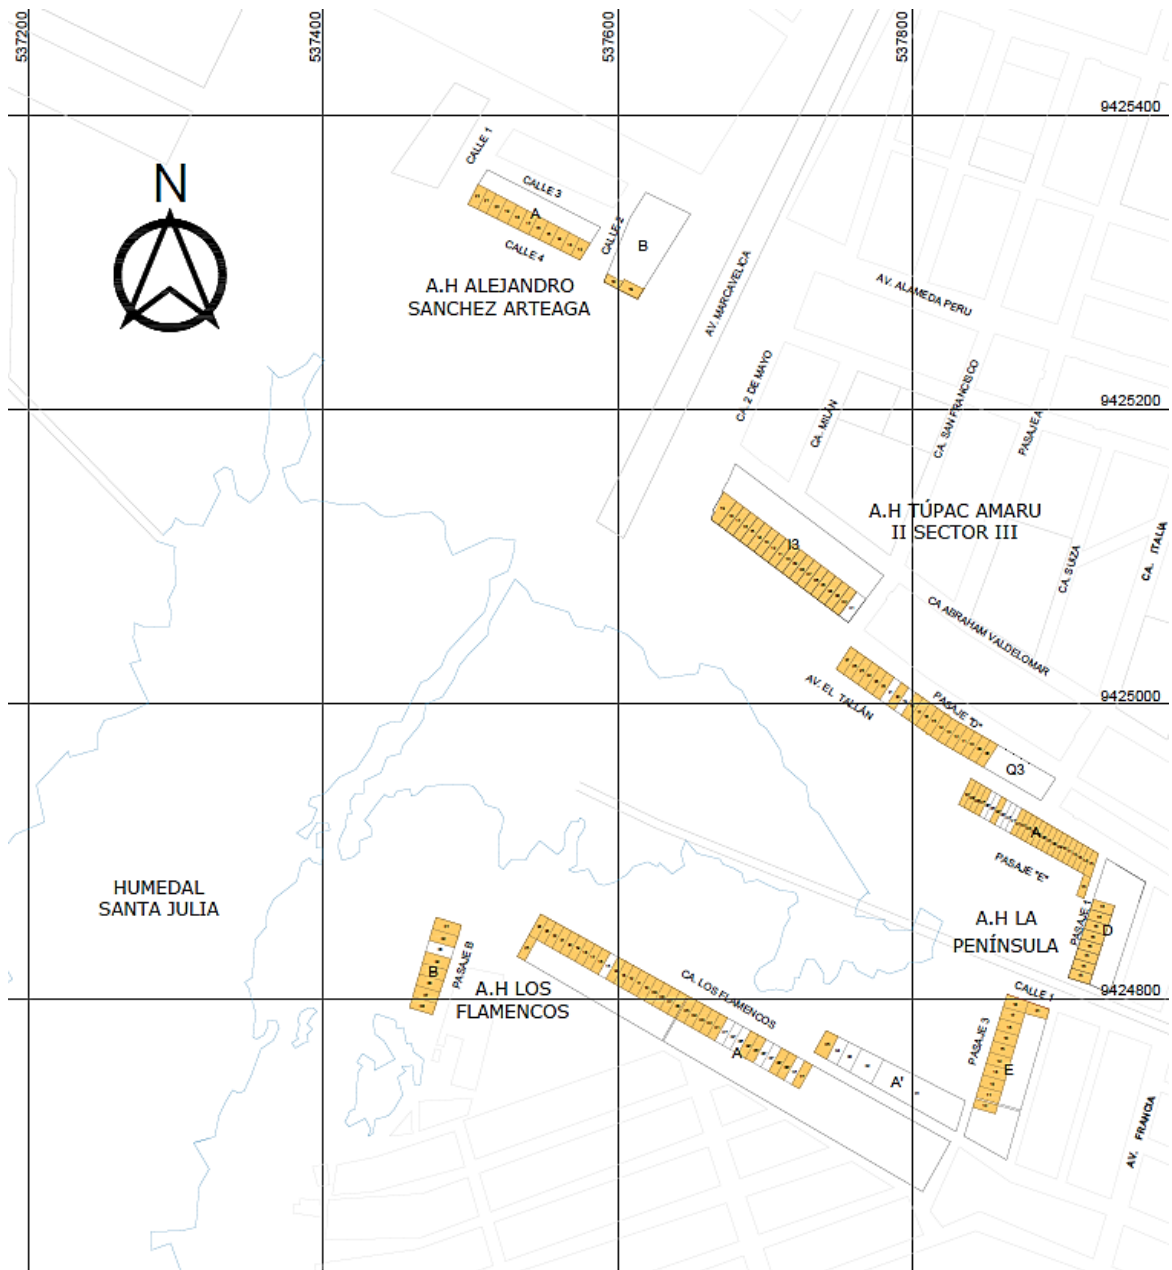 537200
537400
537600
537800
9425400
N
CALLE 1
CALLE 3
A
CALLE 4
CALLE 2
B
A.H ALEJANDRO
SANCHEZ ARTEAGA
AV. MARCAVELICA
AV. ALAMEDA PERU
9425200
CA. 2 DE MAYO
CA. MILÁN
CA. SAN FRANCISCO
PASAJE A
A.H TÚPAC AMARU
II SECTOR III
I3
CA. SUIZA
CA. ITALIA
CA ABRAHAM VALDELOMAR
9425000
AV. EL TALLÁN
PASAJE "D"
Q3
A
PASAJE "E"
HUMEDAL
SANTA JULIA
A.H LA
PENÍNSULA
PASAJE 1
D
B
PASAJE B
A.H LOS
FLAMENCOS
CA. LOS FLAMENCOS
9424800
CALLE 1
A
A'
PASAJE 3
E
AV. FRANCIA